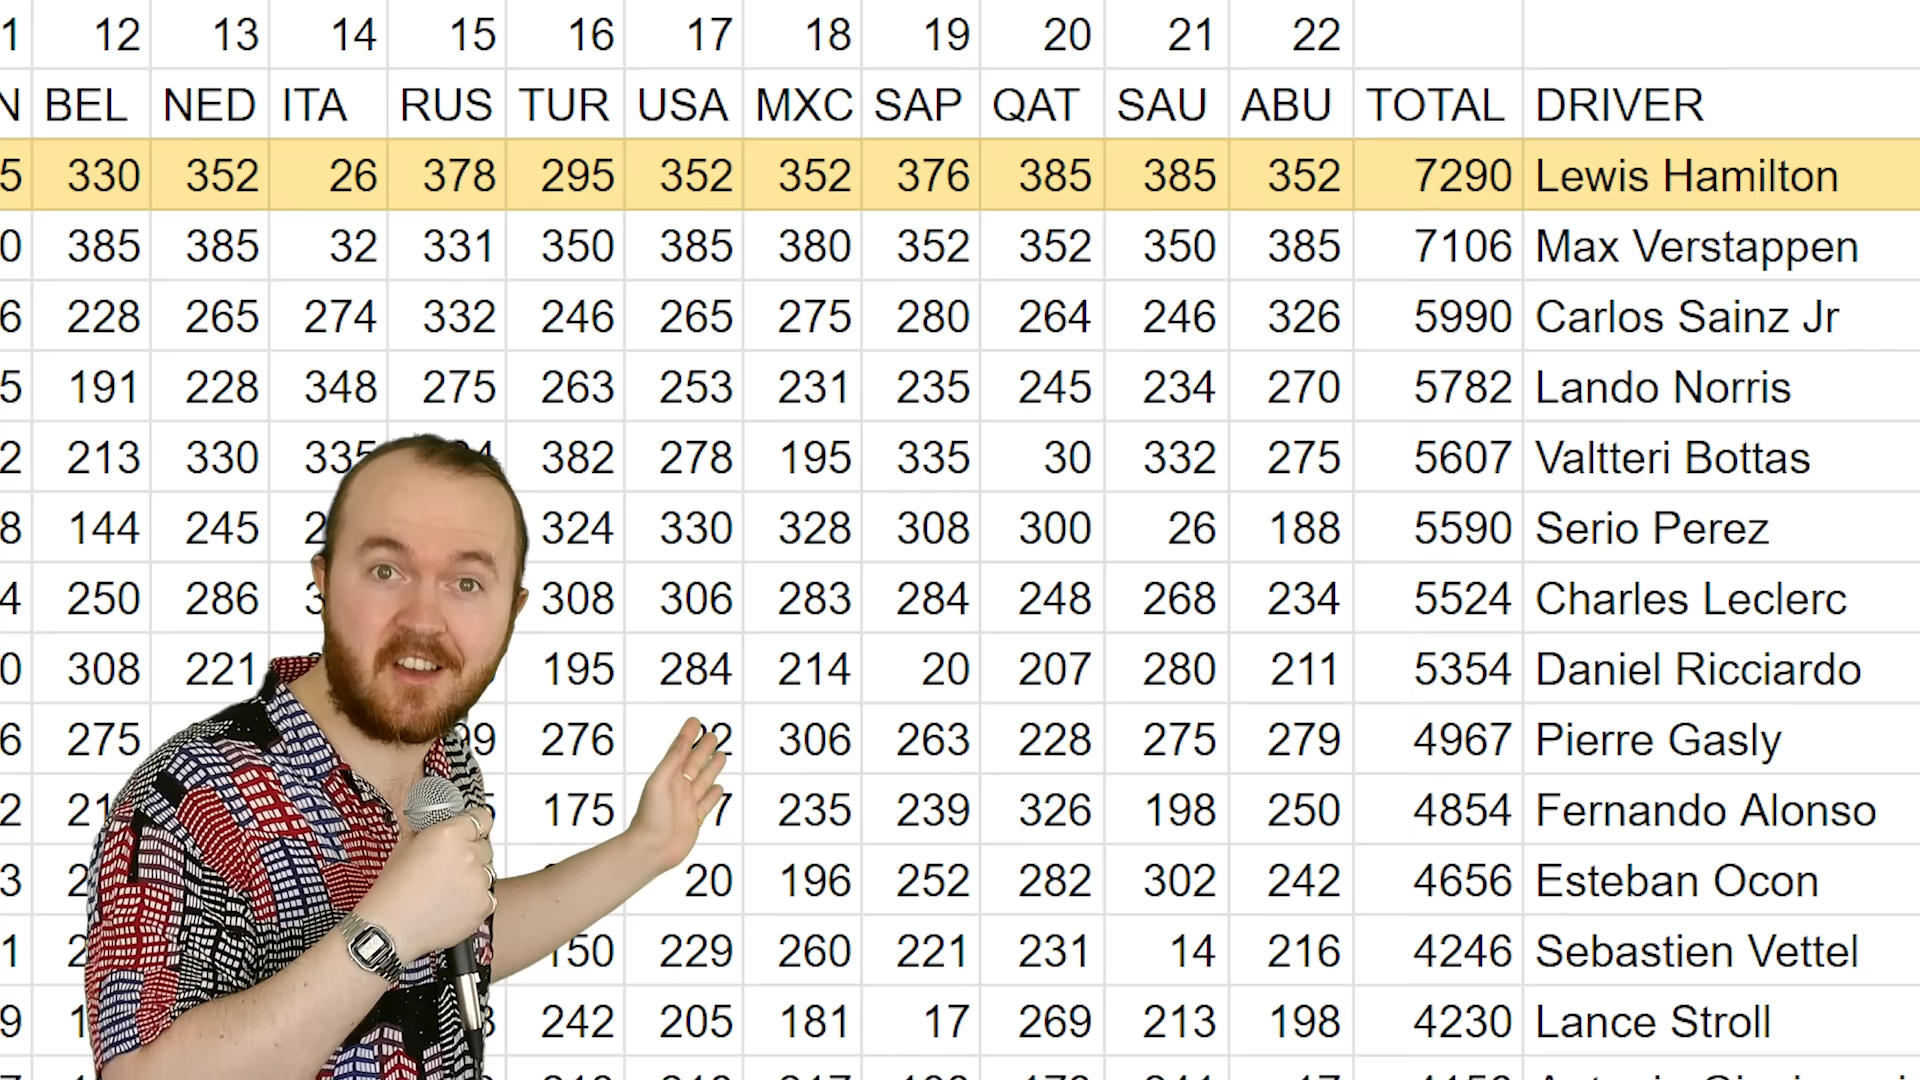 1 12 13 14 15 16 17 18 19 20 21 22
N BEL NED ITA RUS TUR USA MXC SAP QAT SAU ABU TOTAL DRIVER
5 330 352 26 378 295 352 352 376 385 385 352 7290 Lewis Hamilton
0 385 385 32 331 350 385 380 352 352 350 385 7106 Max Verstappen
6 228 265 274 332 246 265 275 280 264 246 326 5990 Carlos Sainz Jr
5 191 228 348 275 263 253 231 235 245 234 270 5782 Lando Norris
2 213 330 335 382 278 195 335 30 332 275 5607 Valtteri Bottas
8 144 245 324 330 328 308 300 26 188 5590 Serio Perez
4 250 286 308 306 283 284 248 268 234 5524 Charles Leclerc
0 308 221 195 284 214 20 207 280 211 5354 Daniel Ricciardo
6 275 276 306 263 228 275 279 4967 Pierre Gasly
2 175 235 239 326 198 250 4854 Fernando Alonso
3 20 196 252 282 302 242 4656 Esteban Ocon
1 229 260 221 231 14 216 4246 Sebastien Vettel
9 242 205 181 17 269 213 198 4230 Lance Stroll